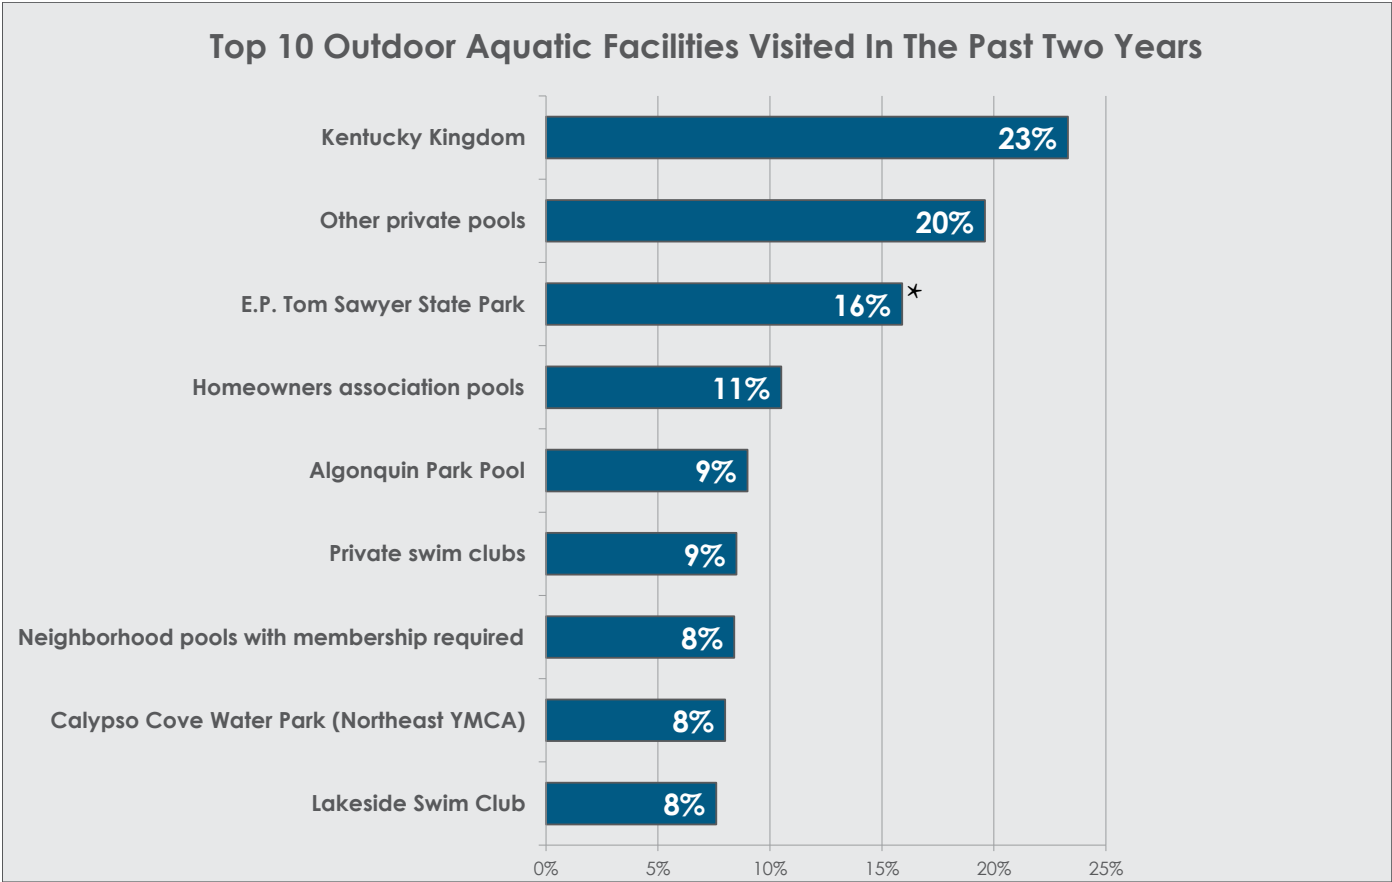 Top 10 Outdoor Aquatic Facilities Visited In The Past Two Years
Kentucky Kingdom 23%
Other private pools 20%
E.P. Tom Sawyer State Park 16% *
Homeowners association pools 11%
Algonquin Park Pool 9%
Private swim clubs 9%
Neighborhood pools with membership required 8%
Calypso Cove Water Park (Northeast YMCA) 8%
Lakeside Swim Club 8%
0% 5% 10% 15% 20% 25%